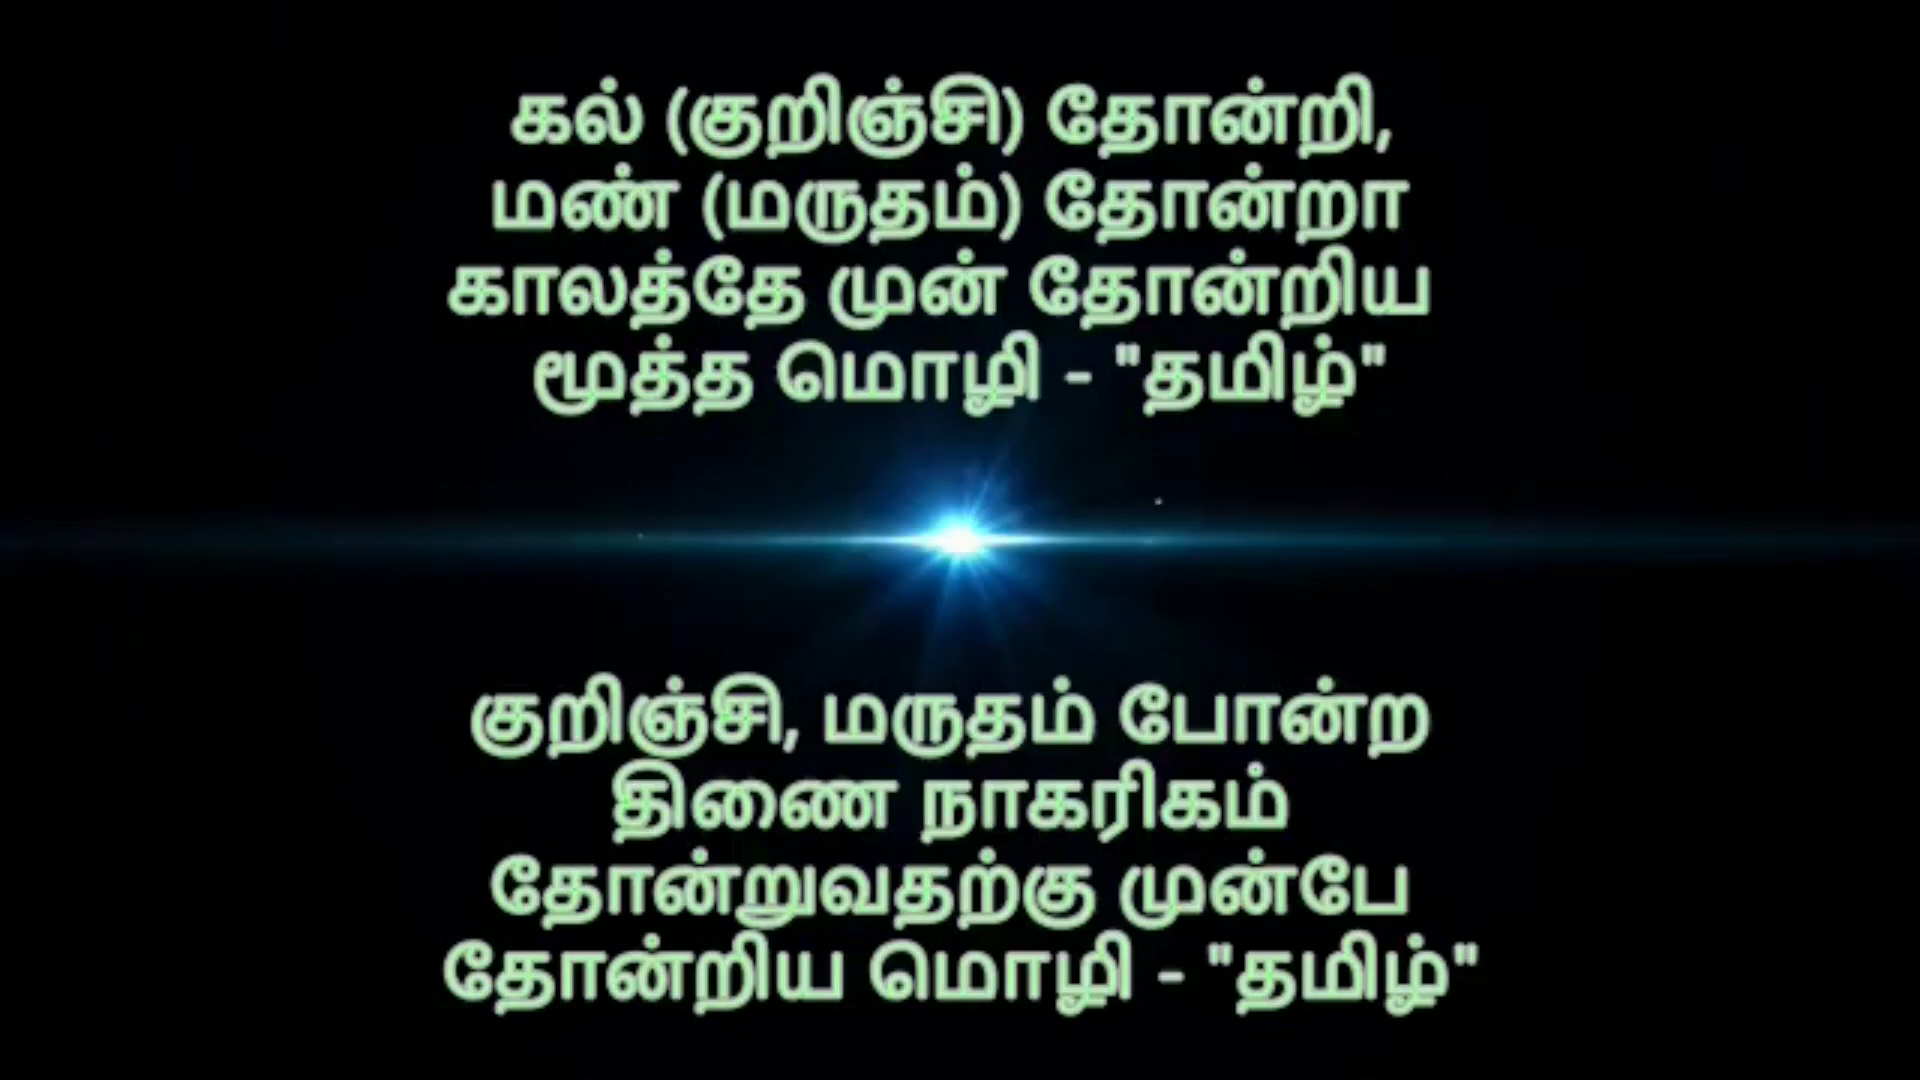 கல் (குறிஞ்சி) தோன்றி,
மண் (மருதம்) தோன்றா
காலத்தே முன் தோன்றிய
மூத்த மொழி - "தமிழ்"
குறிஞ்சி, மருதம் போன்ற
திணை நாகரிகம்
தோன்றுவதற்கு முன்பே
தோன்றிய மொழி - "தமிழ்"